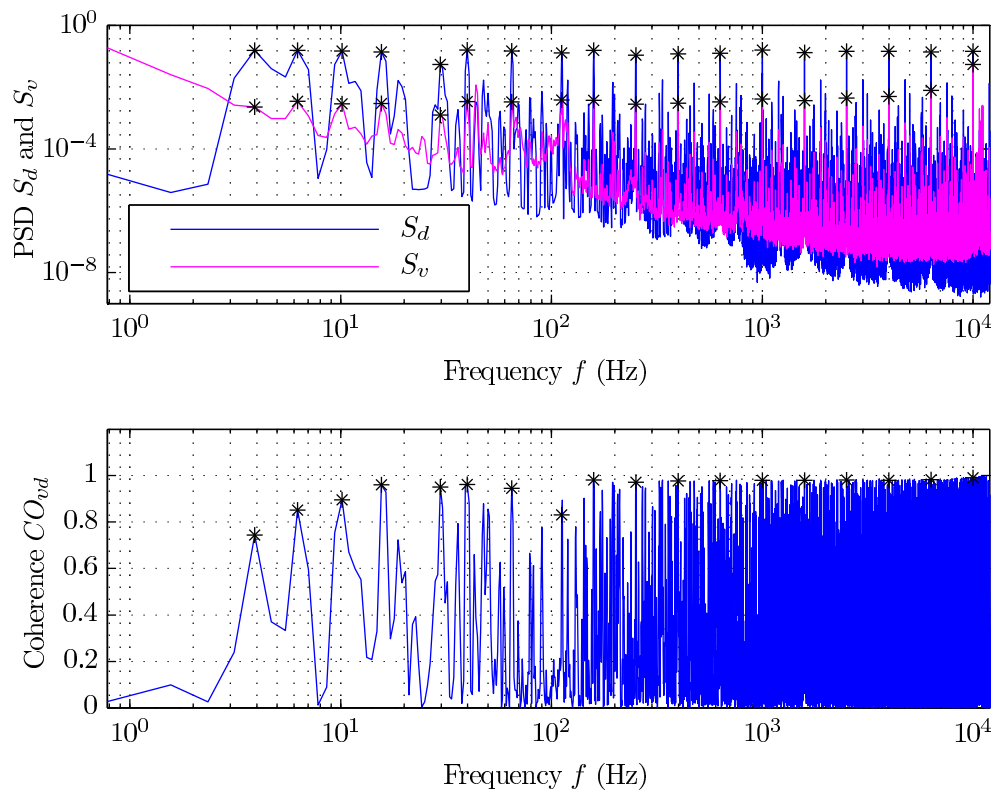 PSD S_d and S_v
10^0
10^-4
10^-8
S_d
S_v
10^0 10^1 10^2 10^3 10^4
Frequency f (Hz)
Coherence CO_vd
1
0.8
0.6
0.4
0.2
0
10^0 10^1 10^2 10^3 10^4
Frequency f (Hz)